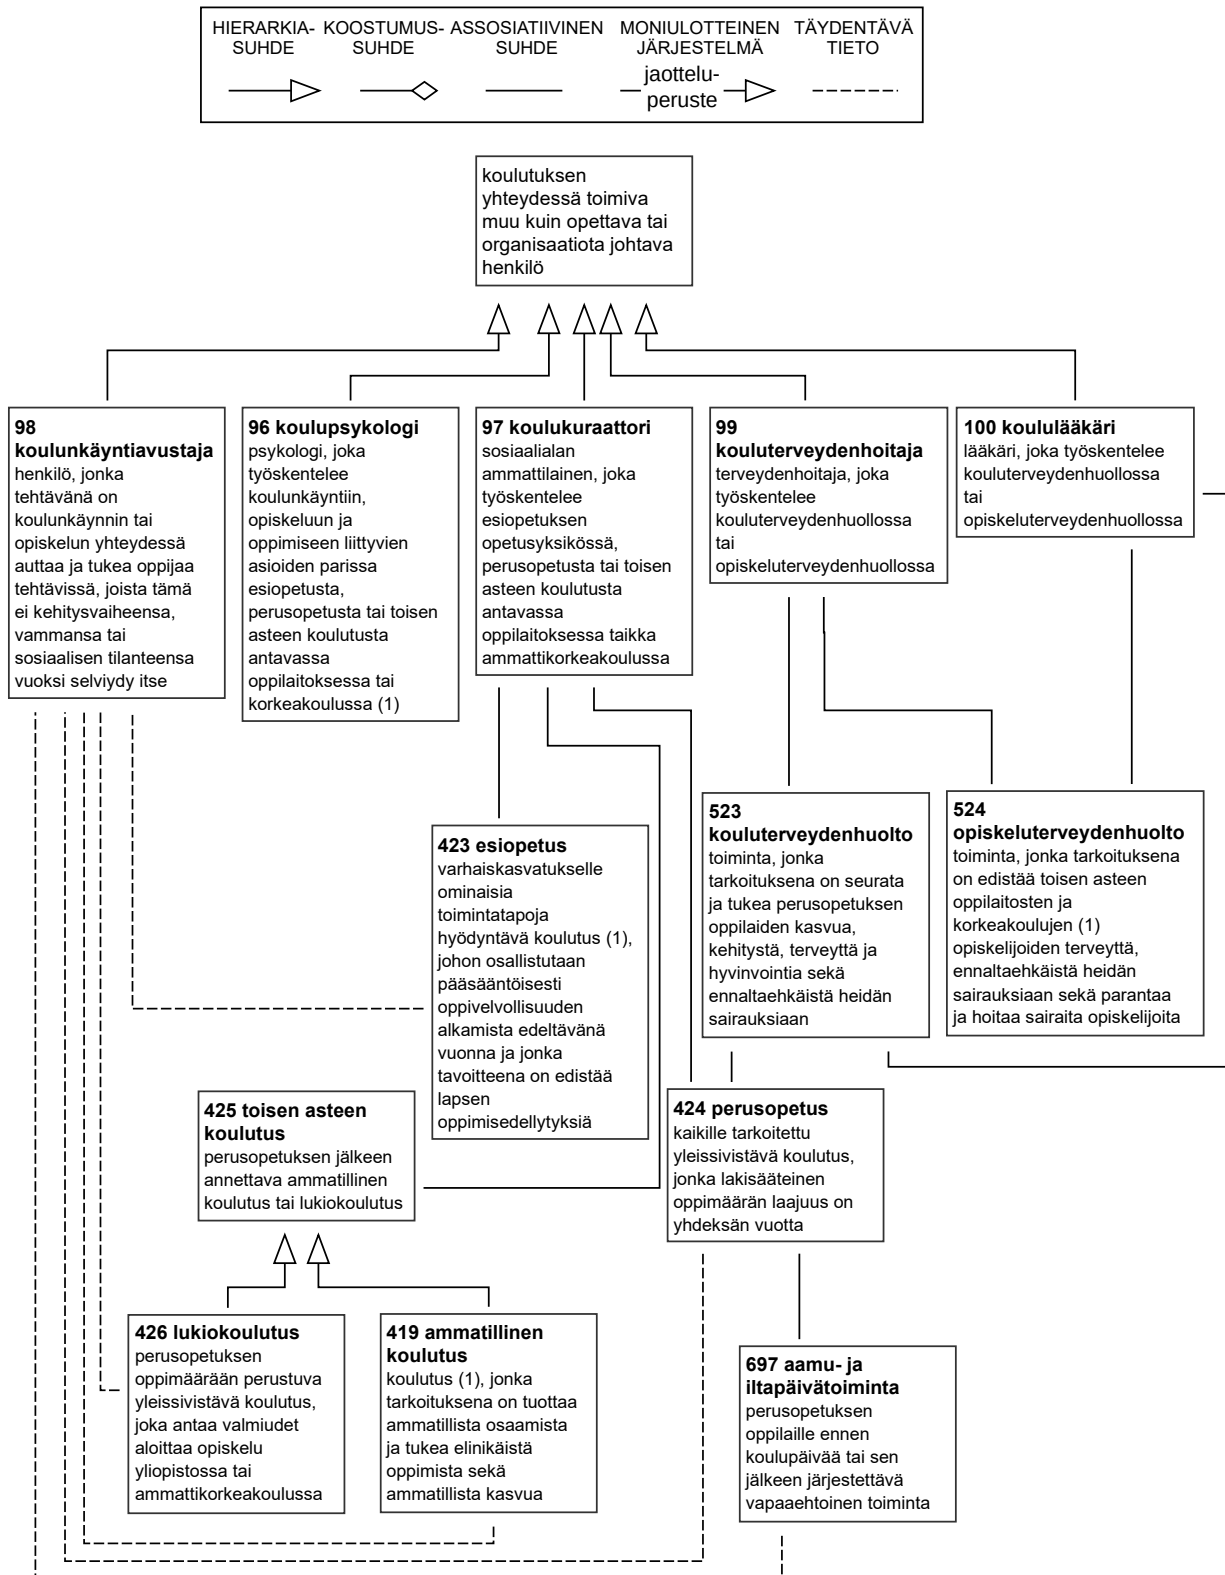 HIERARKIA-
SUHDE
KOOSTUMUS-
SUHDE
ASSOSIATIIVINEN
SUHDE
MONIULOTTEINEN
JÄRJESTELMÄ
jaottelu-
peruste
TÄYDENTÄVÄ
TIETO
koulutuksen
yhteydessä toimiva
muu kuin opettava tai
organisaatiota johtava
henkilö
98
koulunkäyntiavustaja
henkilö, jonka
tehtävänä on
koulunkäynnin tai
opiskelun yhteydessä
auttaa ja tukea oppijaa
tehtävissä, joista tämä
ei kehitysvaiheensa,
vammansa tai
sosiaalisen tilanteensa
vuoksi selviydy itse
96 koulupsykologi
psykologi, joka
työskentelee
koulunkäyntiin,
opiskeluun ja
oppimiseen liittyvien
asioiden parissa
esiopetusta,
perusopetusta tai toisen
asteen koulutusta
antavassa
oppilaitoksessa tai
korkeakoulussa (1)
97 koulukuraattori
sosiaalialan
ammattilainen, joka
työskentelee
esiopetuksen
opetusyksikössä,
perusopetusta tai toisen
asteen koulutusta
antavassa
oppilaitoksessa taikka
ammattikorkeakoulussa
99
kouluterveydenhoitaja
terveydenhoitaja, joka
työskentelee
kouluterveydenhuollossa
tai
opiskeluterveydenhuollossa
100 koululääkäri
lääkäri, joka työskentelee
kouluterveydenhuollossa
tai
opiskeluterveydenhuollossa
423 esiopetus
varhaiskasvatukselle
ominaisia
toimintatapoja
hyödyntävä koulutus (1),
johon osallistutaan
pääsääntöisesti
oppivelvollisuuden
alkamista edeltävänä
vuonna ja jonka
tavoitteena on edistää
lapsen
oppimisedellytyksiä
523
kouluterveydenhuolto
toiminta, jonka
tarkoituksena on seurata
ja tukea perusopetuksen
oppilaiden kasvua,
kehitystä, terveyttä ja
hyvinvointia sekä
ennaltaehkäistä heidän
sairauksiaan
524
opiskeluterveydenhuolto
toiminta, jonka tarkoituksena
on edistää toisen asteen
oppilaitosten ja
korkeakoulujen (1)
opiskelijoiden terveyttä,
ennaltaehkäistä heidän
sairauksiaan sekä parantaa
ja hoitaa sairaita opiskelijoita
425 toisen asteen
koulutus
perusopetuksen jälkeen
annettava ammatillinen
koulutus tai lukiokoulutus
424 perusopetus
kaikille tarkoitettu
yleissivistävä koulutus,
jonka lakisääteinen
oppimäärän laajuus on
yhdeksän vuotta
426 lukiokoulutus
perusopetuksen
oppimäärään perustuva
yleissivistävä koulutus,
joka antaa valmiudet
aloittaa opiskelu
yliopistossa tai
ammattikorkeakoulussa
419 ammatillinen
koulutus
koulutus (1), jonka
tarkoituksena on tuottaa
ammatillista osaamista
ja tukea elinikäistä
oppimista sekä
ammatillista kasvua
697 aamu- ja
iltapäivätoiminta
perusopetuksen
oppilaille ennen
koulupäivää tai sen
jälkeen järjestettävä
vapaaehtoinen toiminta